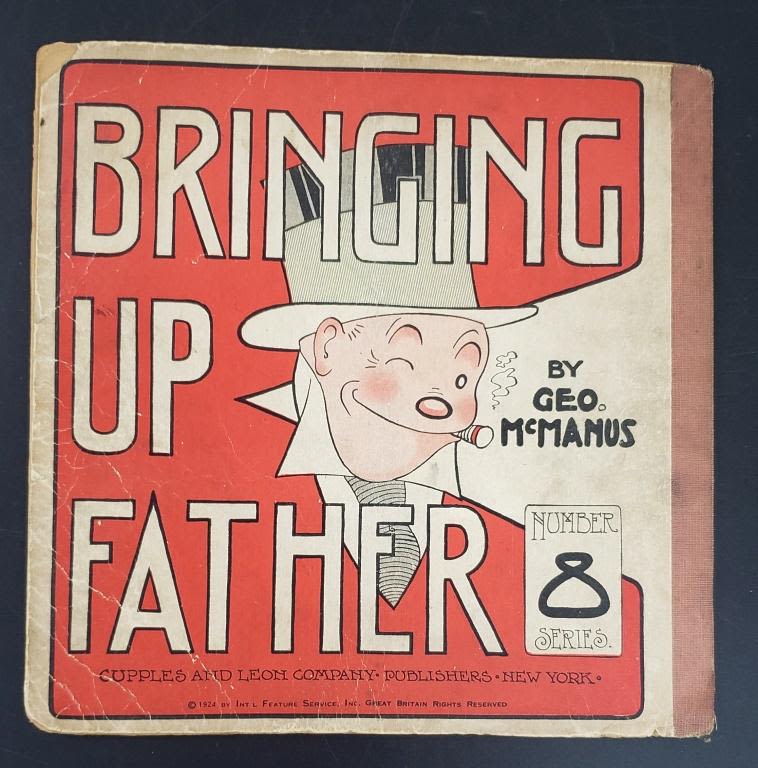 BRINGING
UP
FATHER
BY
GEO.
McMANUS
NUMBER
8
SERIES.
CUPPLES AND LEON COMPANY • PUBLISHERS • NEW YORK •
© 1924 BY INT'L FEATURE SERVICE, INC. GREAT BRITAIN RIGHTS RESERVED